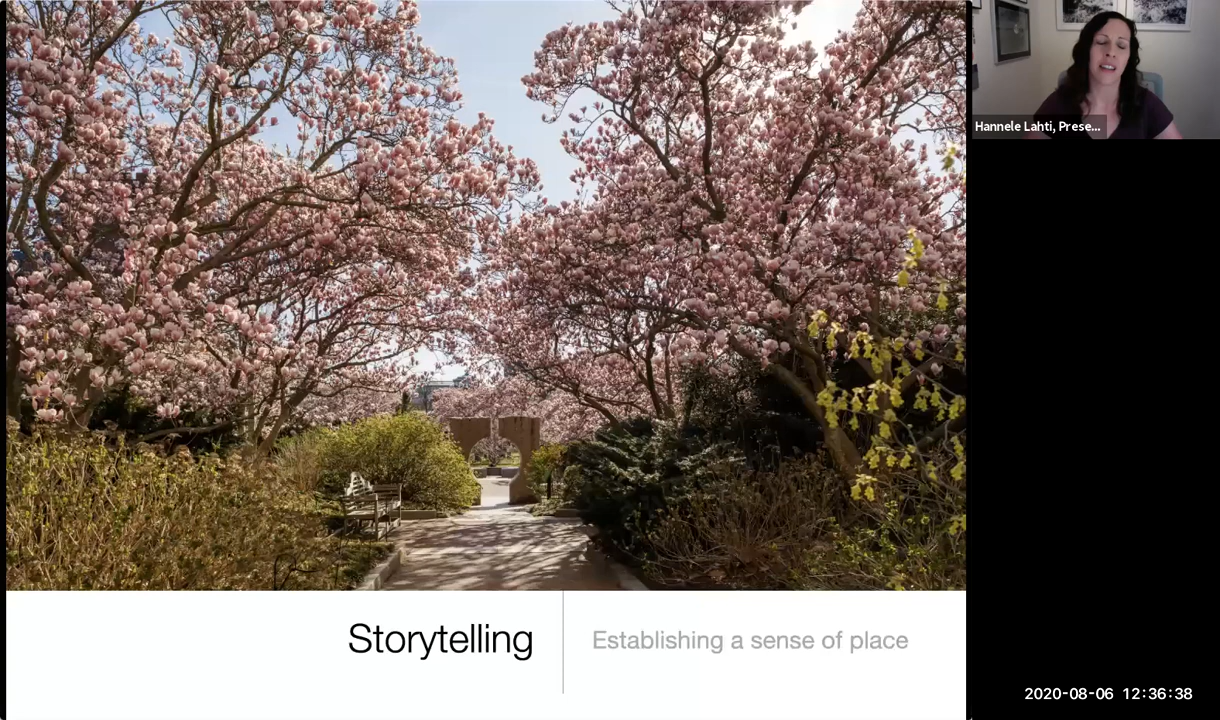 Hannele Lahti, Prese...
Storytelling
Establishing a sense of place
2020-08-06 12:36:38